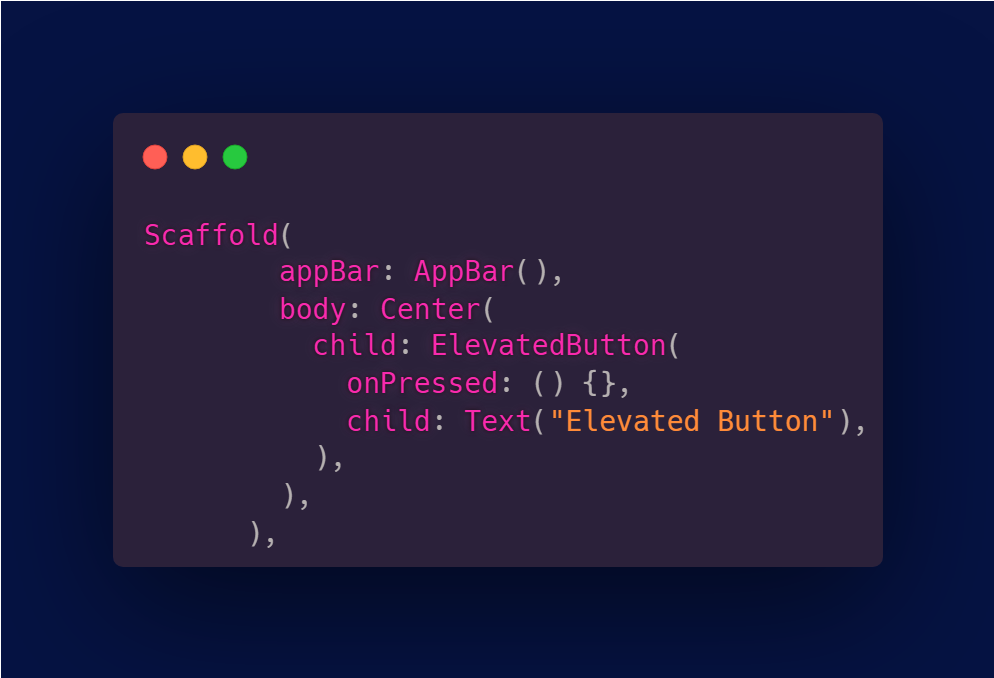 Scaffold(
        appBar: AppBar(),
        body: Center(
          child: ElevatedButton(
            onPressed: () {},
            child: Text("Elevated Button"),
          ),
        ),
      ),